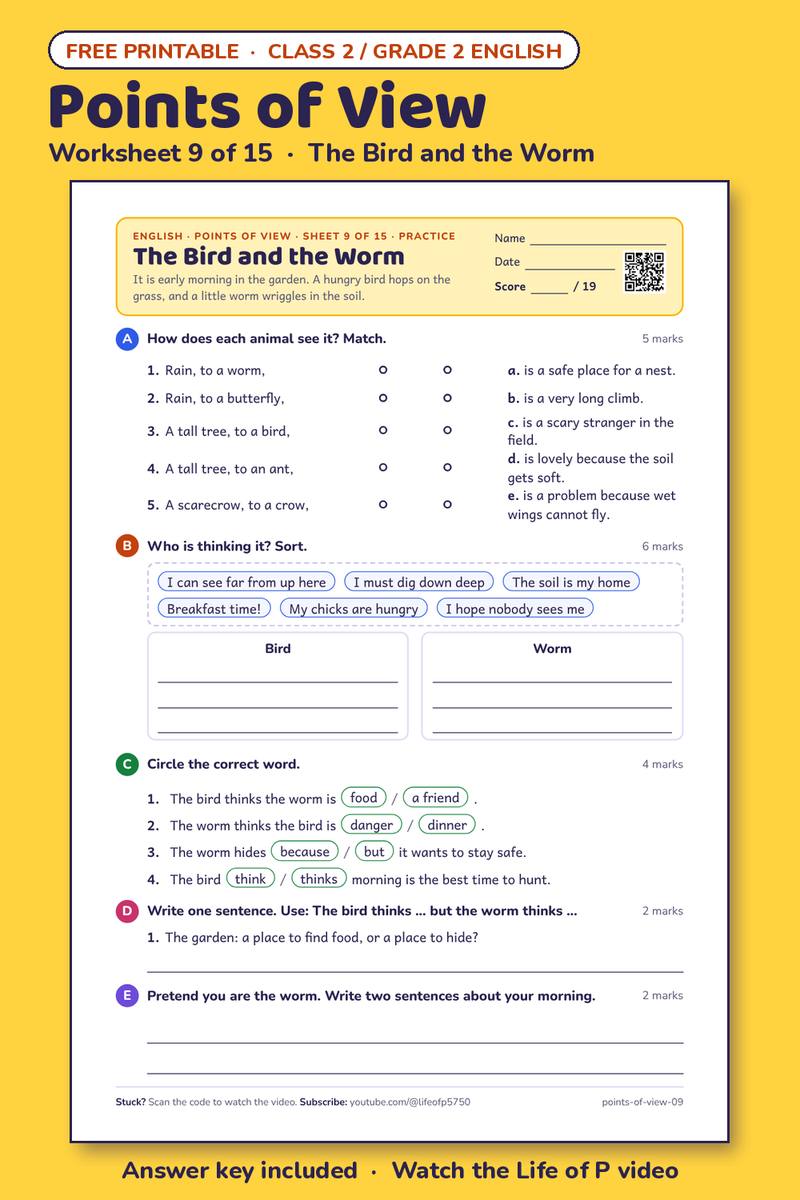 FREE PRINTABLE · CLASS 2 / GRADE 2 ENGLISH
Points of View
Worksheet 9 of 15 · The Bird and the Worm
ENGLISH · POINTS OF VIEW · SHEET 9 OF 15 · PRACTICE
The Bird and the Worm
It is early morning in the garden. A hungry bird hops on the
grass, and a little worm wriggles in the soil.
Name
Date
Score ______ / 19
A How does each animal see it? Match. 5 marks
1. Rain, to a worm, a. is a safe place for a nest.
2. Rain, to a butterfly, b. is a very long climb.
3. A tall tree, to a bird, c. is a scary stranger in the
field.
4. A tall tree, to an ant, d. is lovely because the soil
gets soft.
5. A scarecrow, to a crow, e. is a problem because wet
wings cannot fly.
B Who is thinking it? Sort. 6 marks
I can see far from up here I must dig down deep The soil is my home
Breakfast time! My chicks are hungry I hope nobody sees me
Bird Worm
C Circle the correct word. 4 marks
1. The bird thinks the worm is food / a friend .
2. The worm thinks the bird is danger / dinner .
3. The worm hides because / but it wants to stay safe.
4. The bird think / thinks morning is the best time to hunt.
D Write one sentence. Use: The bird thinks ... but the worm thinks ... 2 marks
1. The garden: a place to find food, or a place to hide?
E Pretend you are the worm. Write two sentences about your morning. 2 marks
Stuck? Scan the code to watch the video. Subscribe: youtube.com/@lifeofp5750 points-of-view-09
Answer key included · Watch the Life of P video